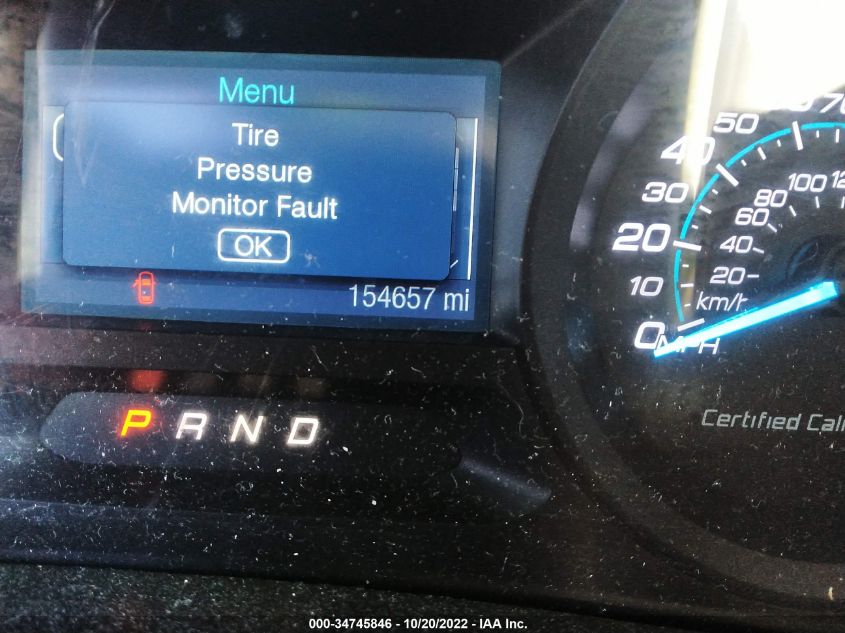 Menu
Tire
Pressure
Monitor Fault
OK
154657 mi
P R N D
0
10
20
30
40
50
20
40
60
80
100
km/h
MPH
Certified
000-34745846 - 10/20/2022 - IAA Inc.